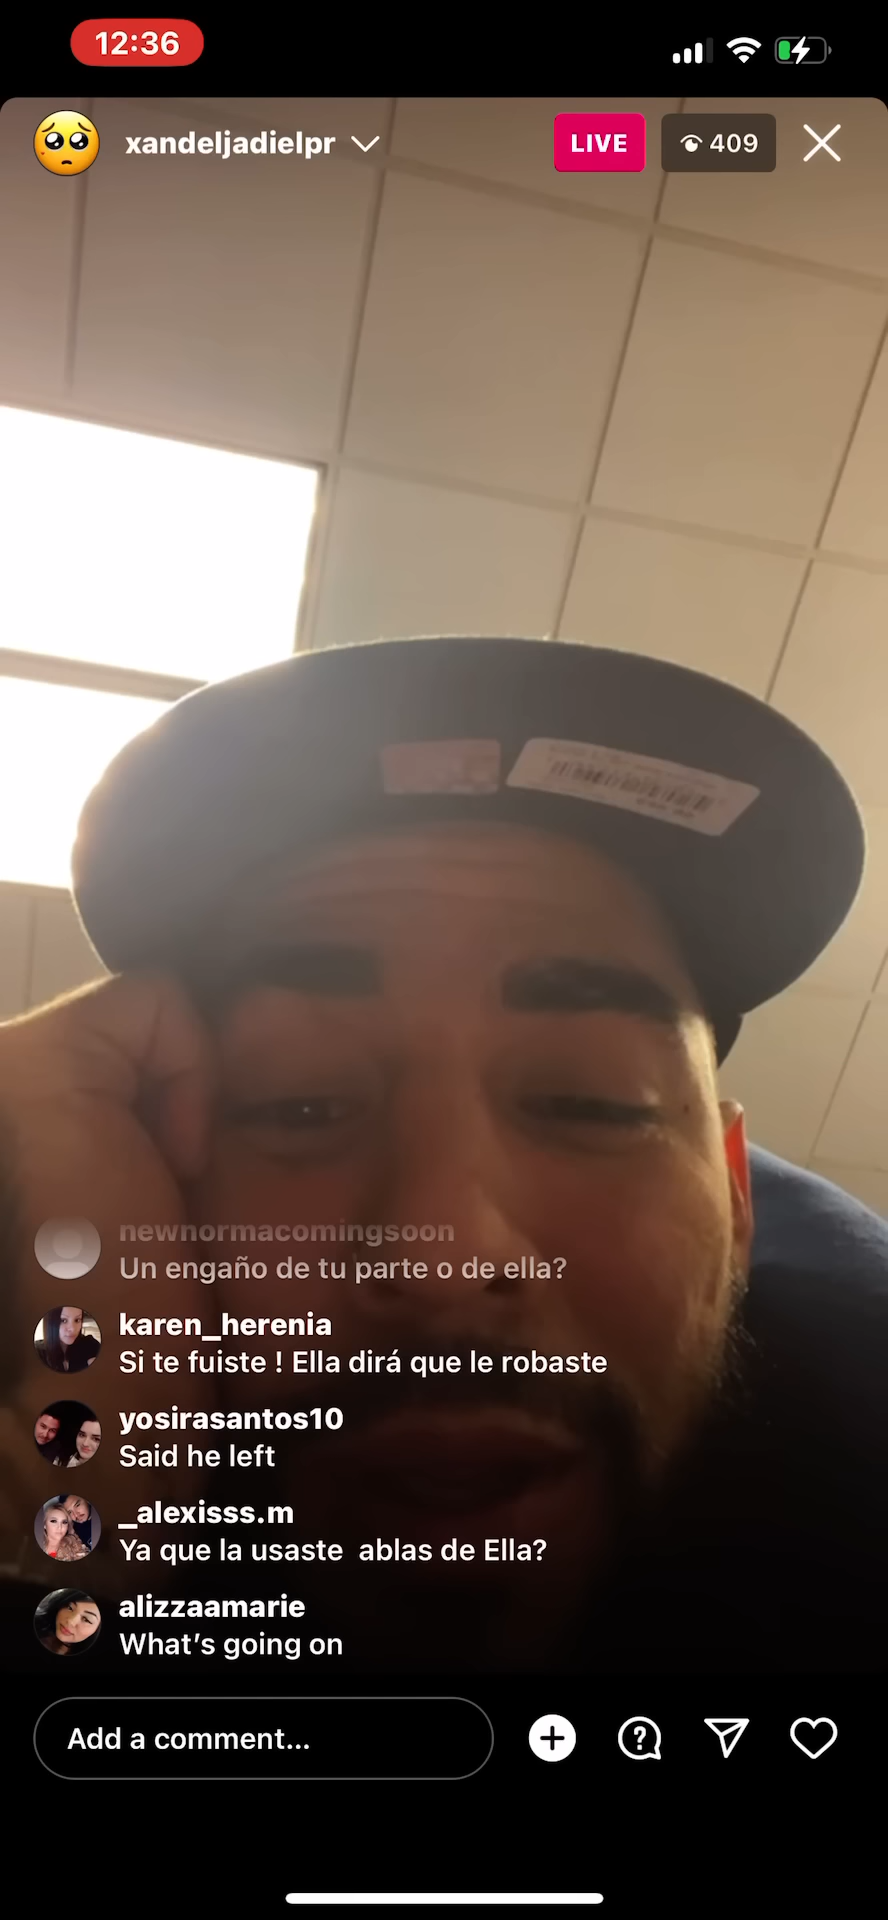 12:36
xandeljadielpr
LIVE
409
newnormacomingsoon
Un engaño de tu parte o de ella?
karen_herenia
Si te fuiste ! Ella dirá que le robaste
yosirasantos10
Said he left
_alexisss.m
Ya que la usaste  ablas de Ella?
alizzaamarie
What's going on
Add a comment...